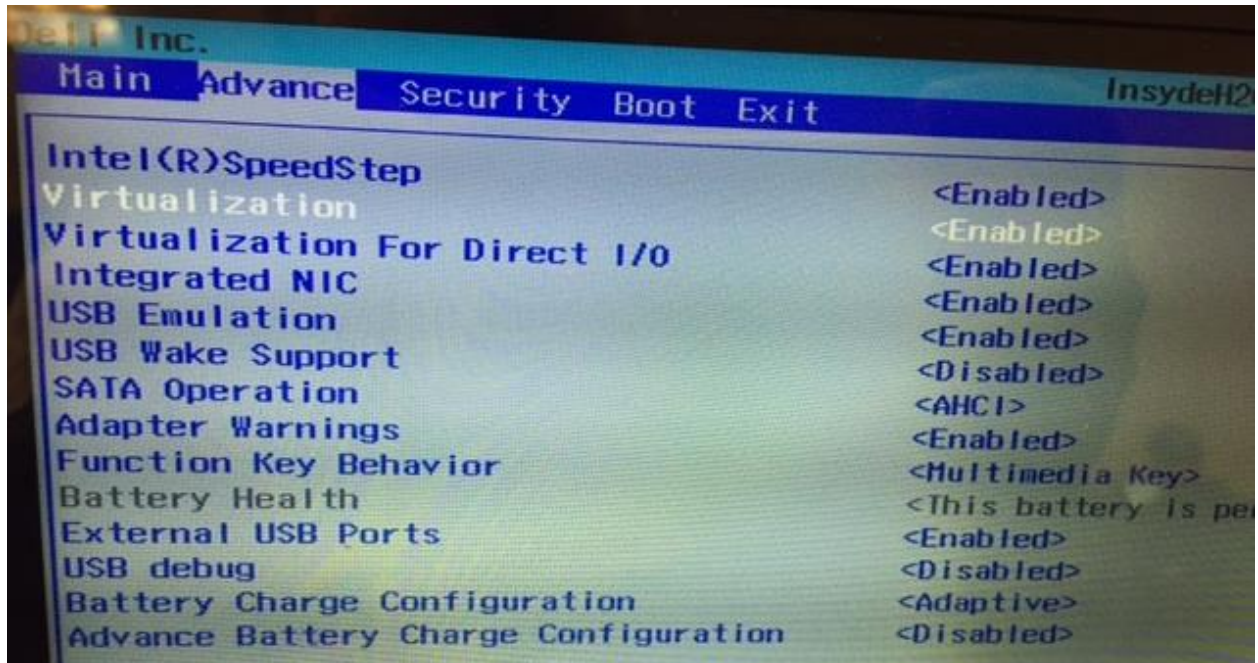 Dell Inc.
InsydeH2
Main Advance Security Boot Exit
Intel(R)SpeedStep <Enabled>
Virtualization <Enabled>
Virtualization For Direct I/O <Enabled>
Integrated NIC <Enabled>
USB Emulation <Enabled>
USB Wake Support <Disabled>
SATA Operation <AHCI>
Adapter Warnings <Enabled>
Function Key Behavior <Multimedia Key>
Battery Health <This battery is per
External USB Ports <Enabled>
USB debug <Disabled>
Battery Charge Configuration <Adaptive>
Advance Battery Charge Configuration <Disabled>